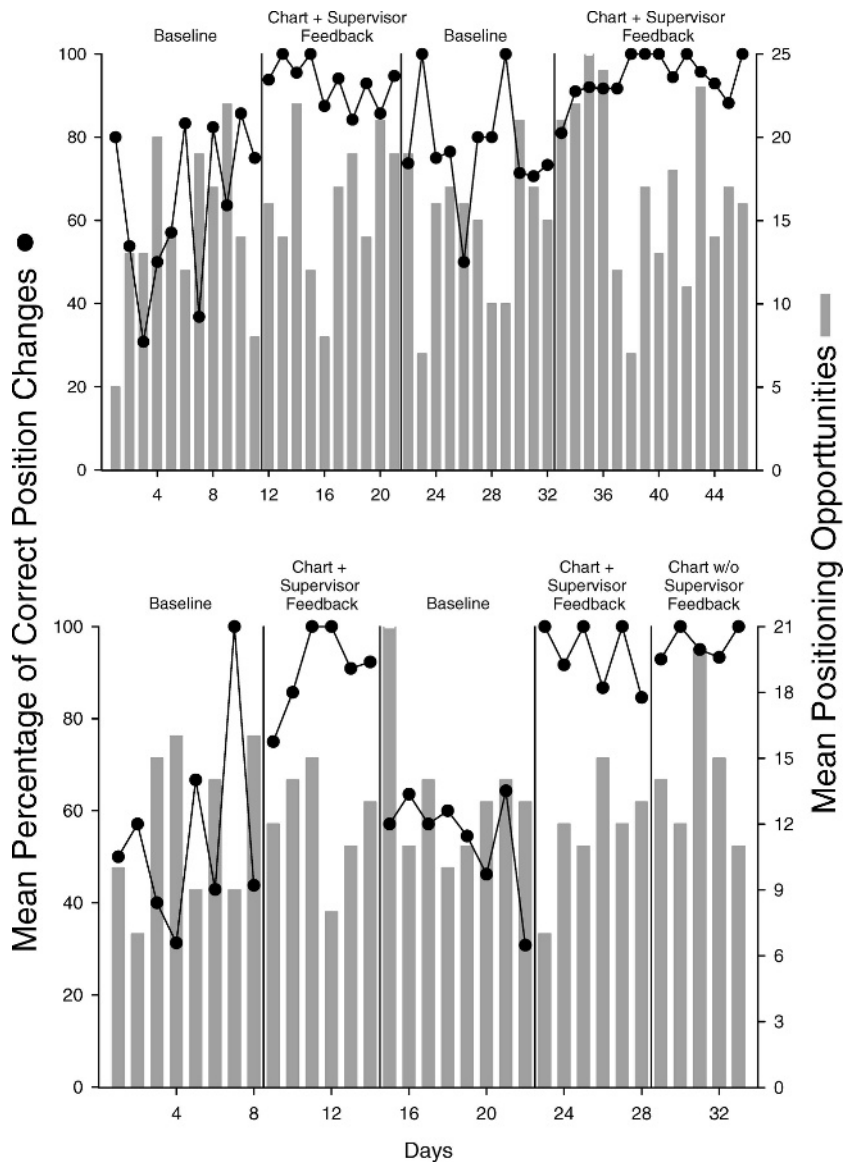 Chart + Supervisor
Feedback
Baseline
Chart + Supervisor
Feedback
Baseline
100
80
60
40
20
0
25
20
15
10
5
0
4 8 12 16 20 24 28 32 36 40 44
Mean Percentage of Correct Position Changes
Mean Positioning Opportunities
Baseline
Chart +
Supervisor
Feedback
Baseline
Chart +
Supervisor
Feedback
Chart w/o
Supervisor
Feedback
100
80
60
40
20
0
21
18
15
12
9
6
3
0
4 8 12 16 20 24 28 32
Days